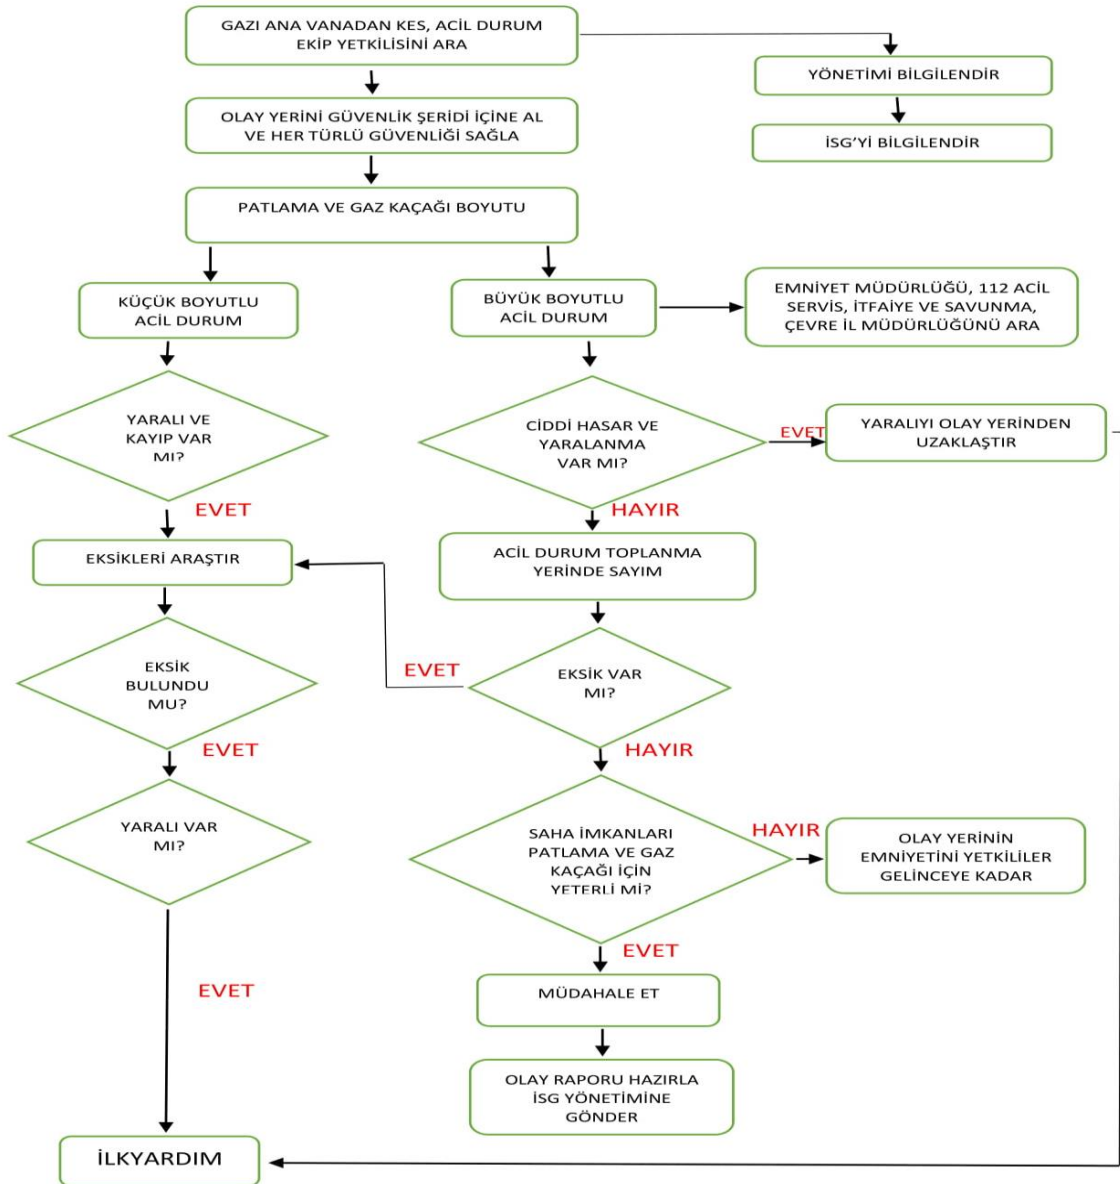 GAZI ANA VANADAN KES, ACİL DURUM
EKİP YETKİLİSİNİ ARA
YÖNETİMİ BİLGİLENDİR
OLAY YERİNİ GÜVENLİK ŞERİDİ İÇİNE AL
VE HER TÜRLÜ GÜVENLİĞİ SAĞLA
İSG'Yİ BİLGİLENDİR
PATLAMA VE GAZ KAÇAĞI BOYUTU
KÜÇÜK BOYUTLU
ACİL DURUM
BÜYÜK BOYUTLU
ACİL DURUM
EMNİYET MÜDÜRLÜĞÜ, 112 ACİL
SERVİS, İTFAİYE VE SAVUNMA,
ÇEVRE İL MÜDÜRLÜĞÜNÜ ARA
YARALI VE
KAYIP VAR
MI?
CİDDİ HASAR VE
YARALANMA
VAR MI?
EVET
YARALIYI OLAY YERİNDEN
UZAKLAŞTIR
EVET
HAYIR
EKSİKLERİ ARAŞTIR
ACİL DURUM TOPLANMA
YERİNDE SAYIM
EKSİK
BULUNDU
MU?
EVET
EKSİK VAR
MI?
EVET
HAYIR
YARALI VAR
MI?
SAHA İMKANLARI
PATLAMA VE GAZ
KAÇAĞI İÇİN
YETERLİ Mİ?
HAYIR
OLAY YERİNİN
EMNİYETİNİ YETKİLİLER
GELİNCEYE KADAR
EVET
EVET
MÜDAHALE ET
OLAY RAPORU HAZIRLA
İSG YÖNETİMİNE
GÖNDER
İLKYARDIM